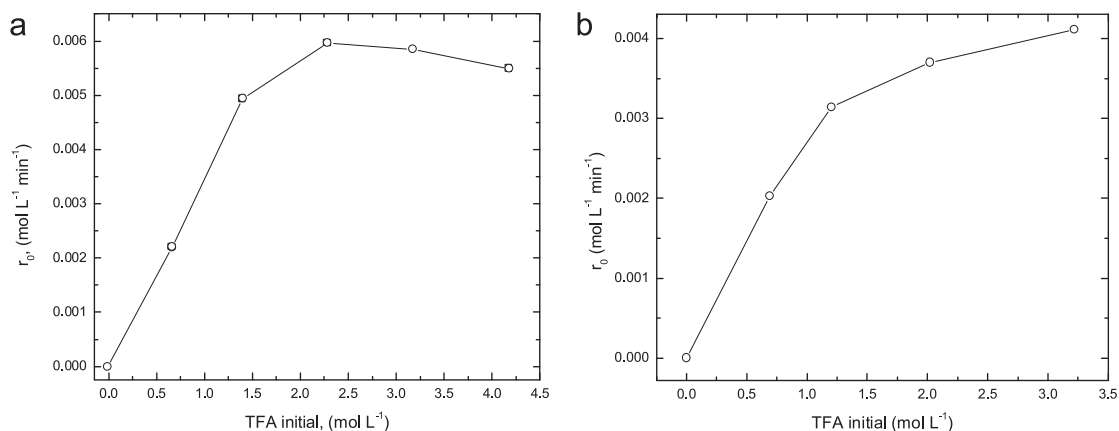 a
0.006
0.005
0.004
0.003
0.002
0.001
0.000
r₀, (mol L⁻¹ min⁻¹)
0.0 0.5 1.0 1.5 2.0 2.5 3.0 3.5 4.0 4.5
TFA initial, (mol L⁻¹)
b
0.004
0.003
0.002
0.001
0.000
r₀ (mol L⁻¹ min⁻¹)
0.0 0.5 1.0 1.5 2.0 2.5 3.0 3.5
TFA initial (mol L⁻¹)